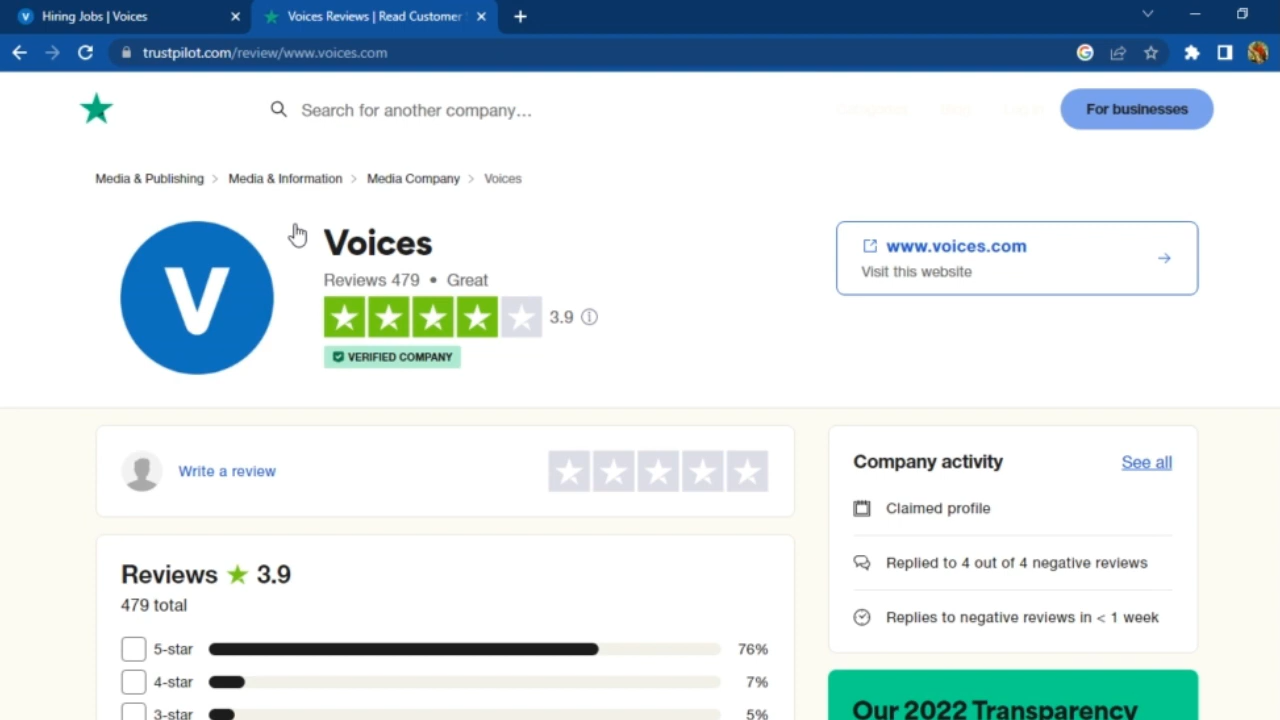 Hiring Jobs | Voices
Voices Reviews | Read Customer
trustpilot.com/review/www.voices.com
Search for another company...
For businesses
Media & Publishing > Media & Information > Media Company > Voices
V
Voices
Reviews 479 • Great
3.9
VERIFIED COMPANY
www.voices.com
Visit this website
Write a review
Reviews ★ 3.9
479 total
5-star 76%
4-star 7%
3-star 5%
Company activity
See all
Claimed profile
Replied to 4 out of 4 negative reviews
Replies to negative reviews in < 1 week
Our 2022 Transparency